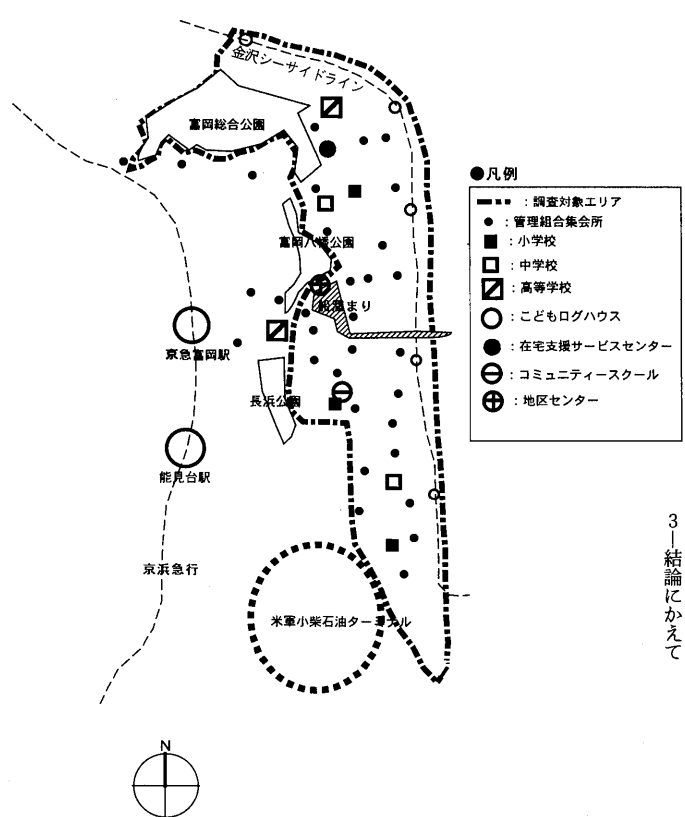 金沢シーサイドライン
富岡総合公園
富岡八幡公園
船溜まり
京急富岡駅
長浜公園
能見台駅
京浜急行
米軍小柴石油ターミナル
N
●凡例
：調査対象エリア
：管理組合集会所
：小学校
：中学校
：高等学校
：こどもログハウス
：在宅支援サービスセンター
：コミュニティースクール
：地区センター
3—結論にかえて